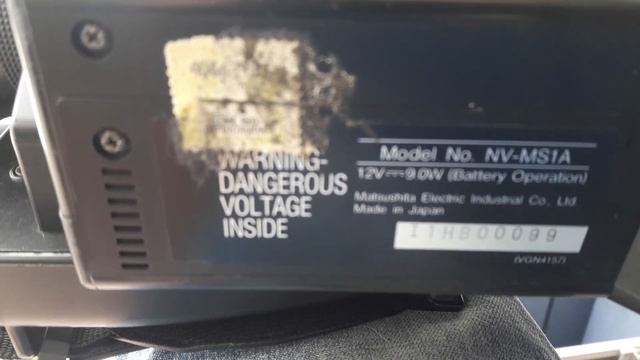 WARNING-
DANGEROUS
VOLTAGE
INSIDE
Model No. NV-MS1A
12V⎓9.0W (Battery Operation)
Matsushita Electric Industrial Co., Ltd.
Made in Japan
I1HB00099
(VGN4157)